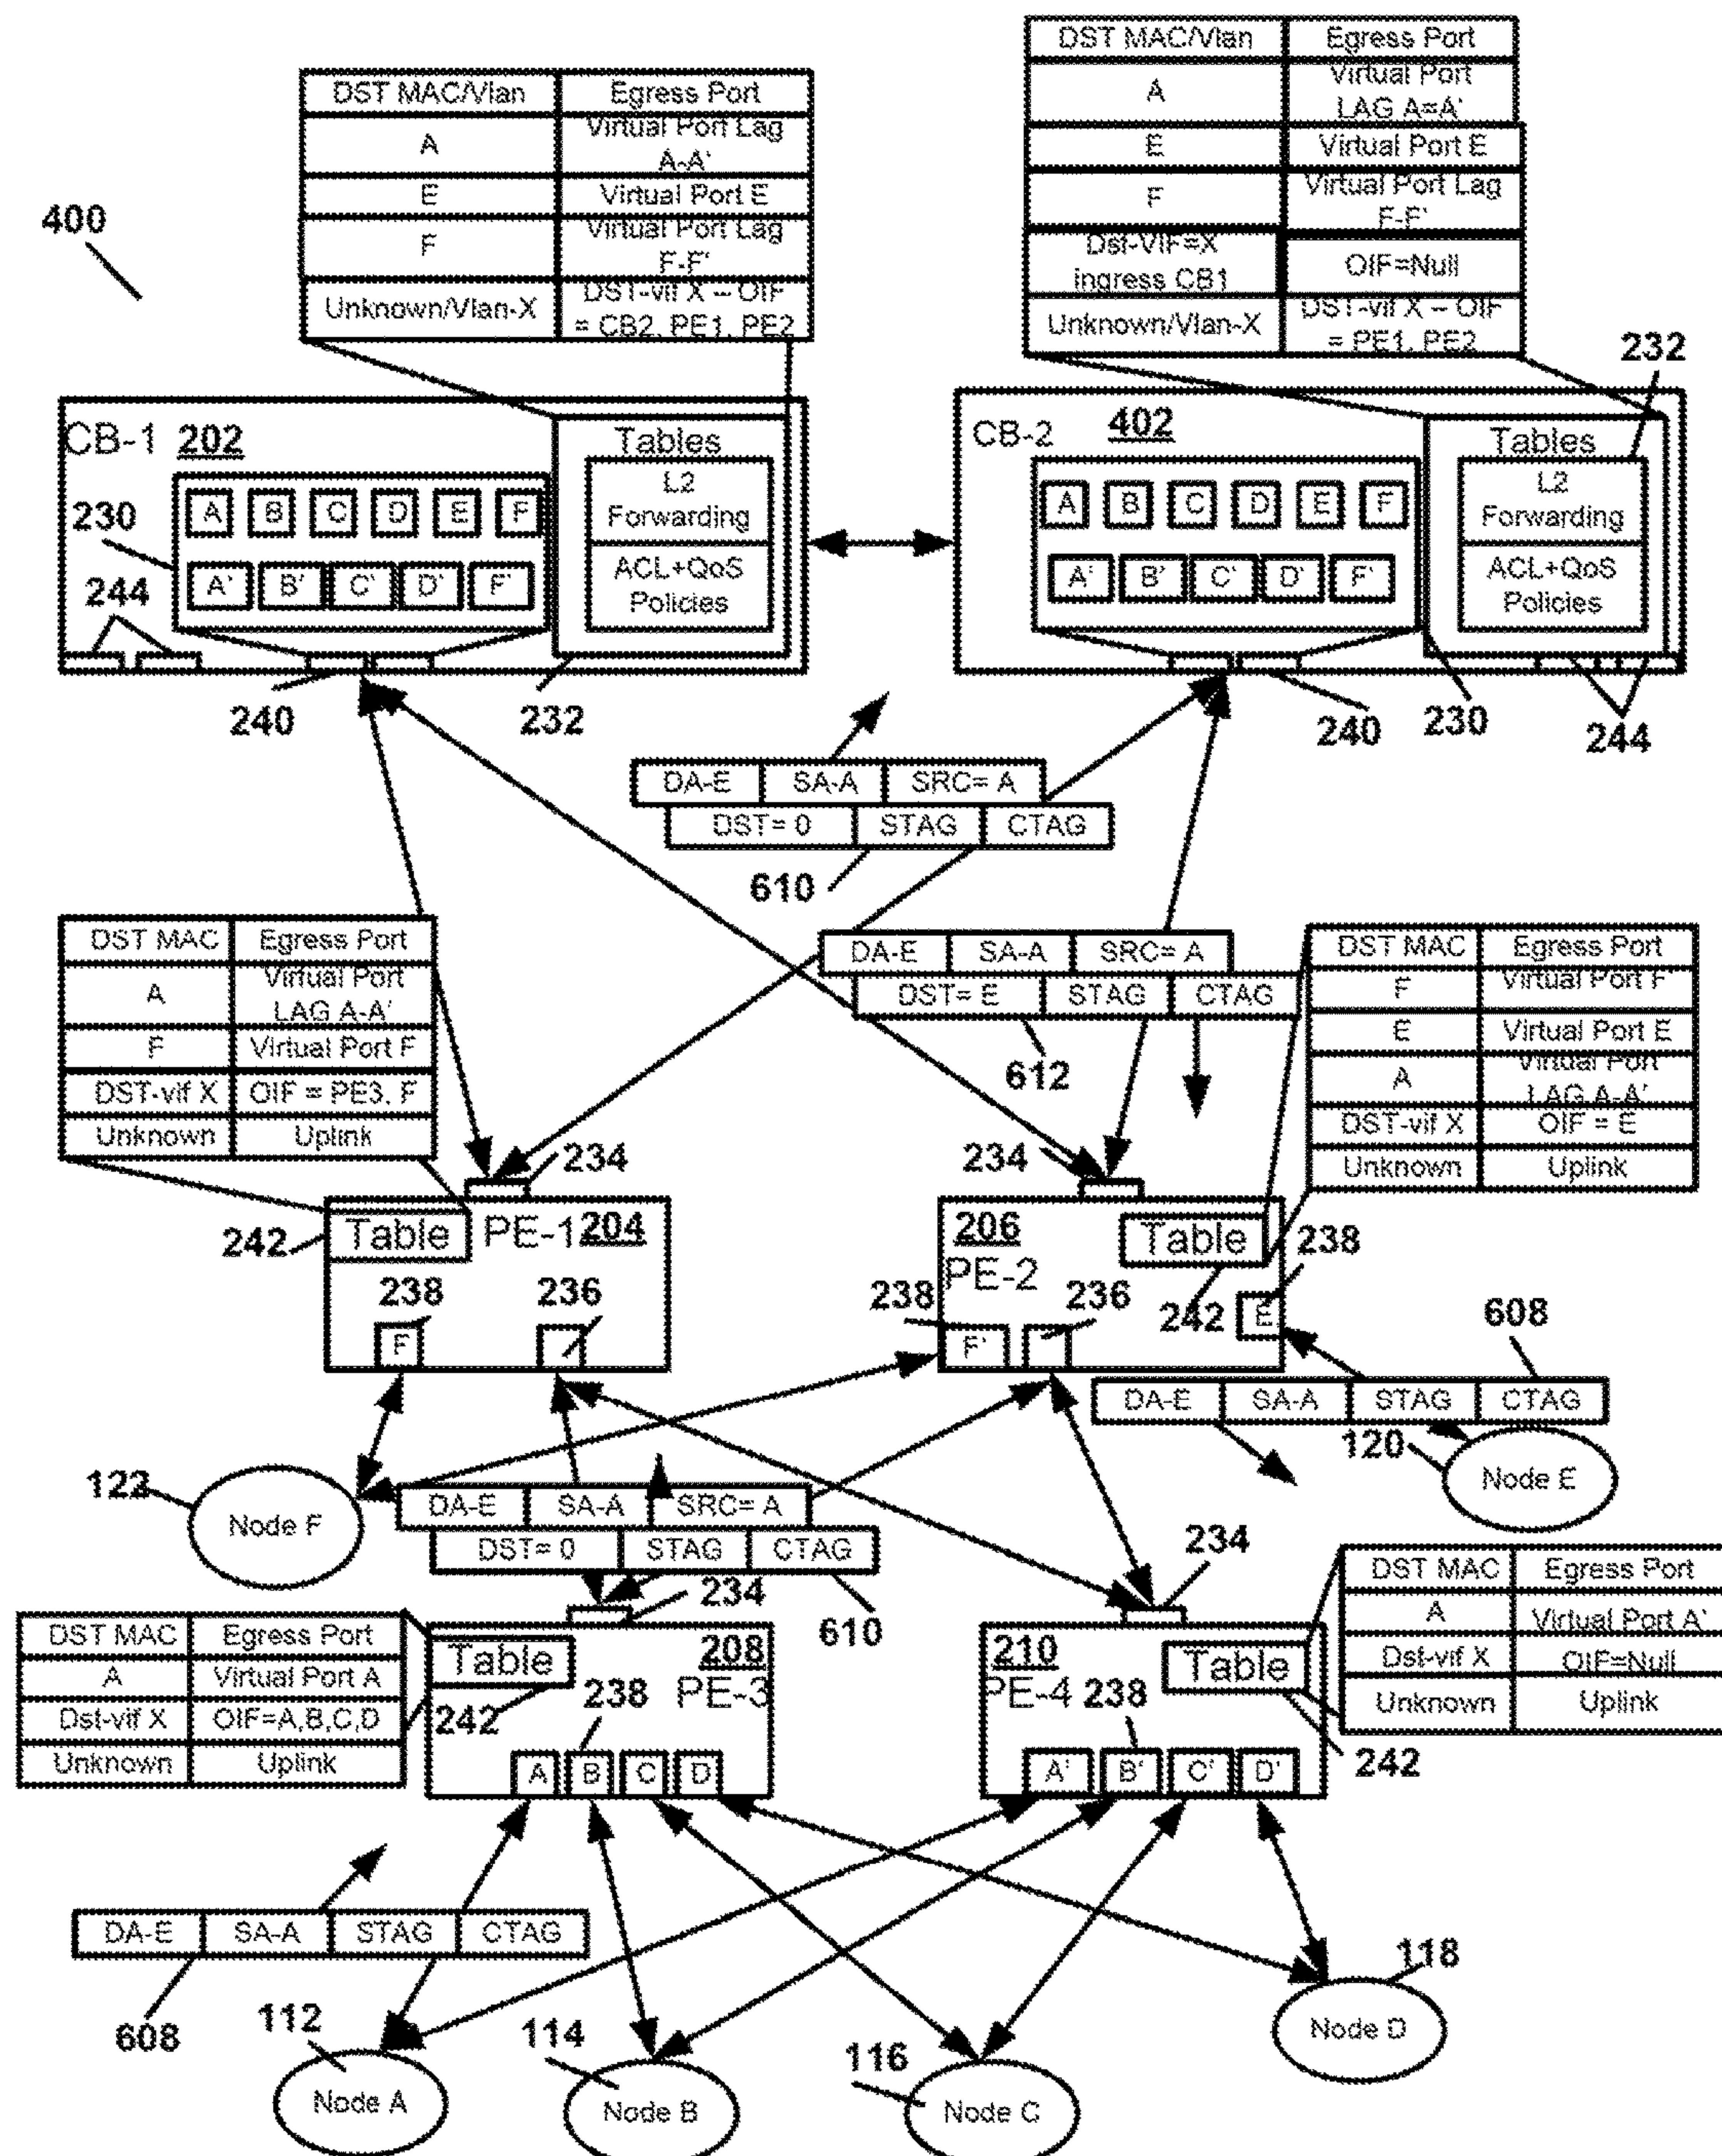 DST MAC/Vlan Egress Port
A Virtual Port LAG A=A'
E Virtual Port E
F Virtual Port Lag F-F'
Dst-VIF=X ingress CB1 OIF=Null
Unknown/Vlan-X DST-vif X – OIF = PE1, PE2
DST MAC/Vlan Egress Port
A Virtual Port Lag A-A'
E Virtual Port E
F Virtual Port Lag F-F'
Unknown/Vlan-X DST-vif X – OIF = CB2, PE1, PE2
400
232
CB-1 202
Tables
L2 Forwarding
ACL+QoS Policies
A B C D E F
A' B' C' D' F'
230
244
240
232
CB-2 402
Tables
L2 Forwarding
ACL+QoS Policies
A B C D E F
A' B' C' D' F'
240
230
244
DA-E SA-A SRC= A
DST= 0 STAG CTAG
610
DA-E SA-A SRC= A
DST= E STAG CTAG
612
DST MAC Egress Port
A Virtual Port LAG A-A'
F Virtual Port F
DST-vif X OIF = PE3, F
Unknown Uplink
DST MAC Egress Port
F Virtual Port F'
E Virtual Port E
A Virtual Port LAG A-A'
DST-vif X OIF = E
Unknown Uplink
234
234
242
Table PE-1 204
238
236
F
206
PE-2
Table
238
236
242
238
F'
E
608
DA-E SA-A STAG CTAG
120
Node E
122
Node F
DA-E SA-A SRC= A
DST= 0 STAG CTAG
234
610
234
DST MAC Egress Port
A Virtual Port A
Dst-vif X OIF=A,B,C,D
Unknown Uplink
Table
208
PE-3
238
242
A B C D
210
PE-4
238
Table
242
A' B' C' D'
DST MAC Egress Port
A Virtual Port A'
Dst-vif X OIF=Null
Unknown Uplink
DA-E SA-A STAG CTAG
608
112
Node A
114
Node B
116
Node C
118
Node D